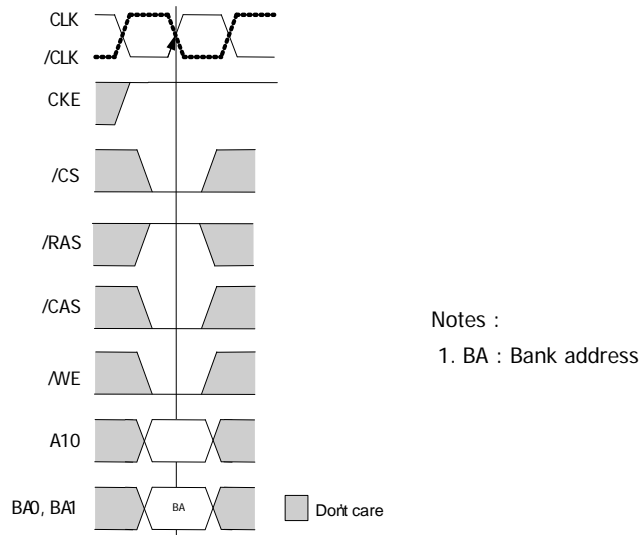 CLK
/CLK
CKE
/CS
/RAS
/CAS
/WE
A10
BA0, BA1
BA
Don't care
Notes :
1. BA : Bank address